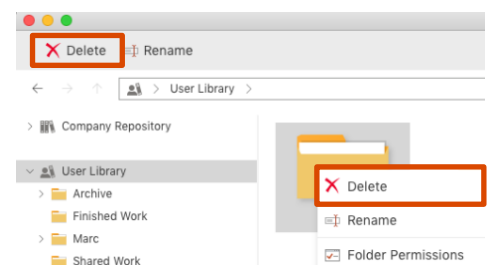 Delete Rename
User Library
Company Repository
User Library
Archive
Finished Work
Marc
Shared Work
Delete
Rename
Folder Permissions